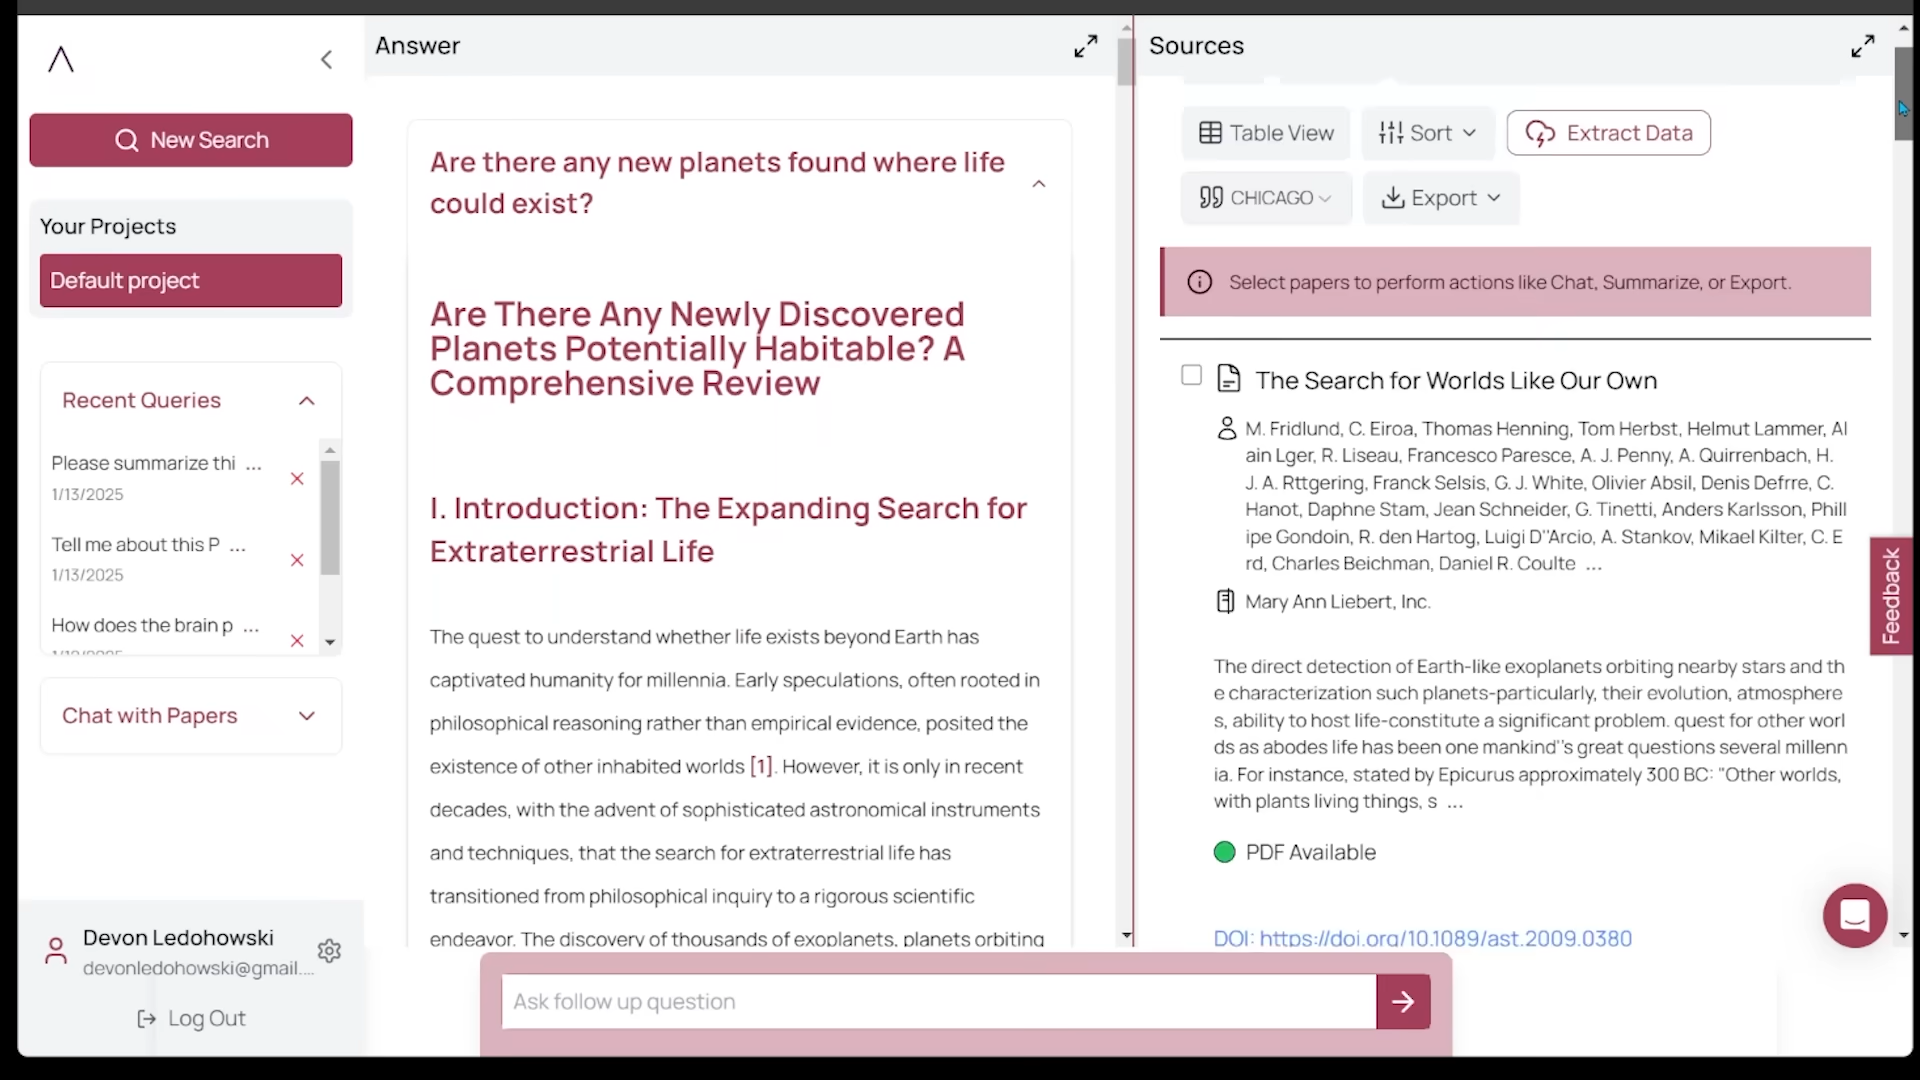 New Search
Your Projects
Default project
Recent Queries
Please summarize thi ...
1/13/2025
Tell me about this P ...
1/13/2025
How does the brain p ...
Chat with Papers
Devon Ledohowski
devonledohowski@gmail....
Log Out
Answer
Are there any new planets found where life
could exist?
Are There Any Newly Discovered
Planets Potentially Habitable? A
Comprehensive Review
I. Introduction: The Expanding Search for
Extraterrestrial Life
The quest to understand whether life exists beyond Earth has
captivated humanity for millennia. Early speculations, often rooted in
philosophical reasoning rather than empirical evidence, posited the
existence of other inhabited worlds [1]. However, it is only in recent
decades, with the advent of sophisticated astronomical instruments
and techniques, that the search for extraterrestrial life has
transitioned from philosophical inquiry to a rigorous scientific
endeavor. The discovery of thousands of exoplanets, planets orbiting
Ask follow up question
Sources
Table View
Sort
Extract Data
CHICAGO
Export
Select papers to perform actions like Chat, Summarize, or Export.
The Search for Worlds Like Our Own
M. Fridlund, C. Eiroa, Thomas Henning, Tom Herbst, Helmut Lammer, Al
ain Lger, R. Liseau, Francesco Paresce, A. J. Penny, A. Quirrenbach, H.
J. A. Rttgering, Franck Selsis, G. J. White, Olivier Absil, Denis Defrre, C.
Hanot, Daphne Stam, Jean Schneider, G. Tinetti, Anders Karlsson, Phill
ipe Gondoin, R. den Hartog, Luigi D''Arcio, A. Stankov, Mikael Kilter, C. E
rd, Charles Beichman, Daniel R. Coulte ...
Mary Ann Liebert, Inc.
The direct detection of Earth-like exoplanets orbiting nearby stars and th
e characterization such planets-particularly, their evolution, atmosphere
s, ability to host life-constitute a significant problem. quest for other worl
ds as abodes life has been one mankind''s great questions several millenn
ia. For instance, stated by Epicurus approximately 300 BC: "Other worlds,
with plants living things, s ...
PDF Available
DOI: https://doi.org/10.1089/ast.2009.0380
Feedback